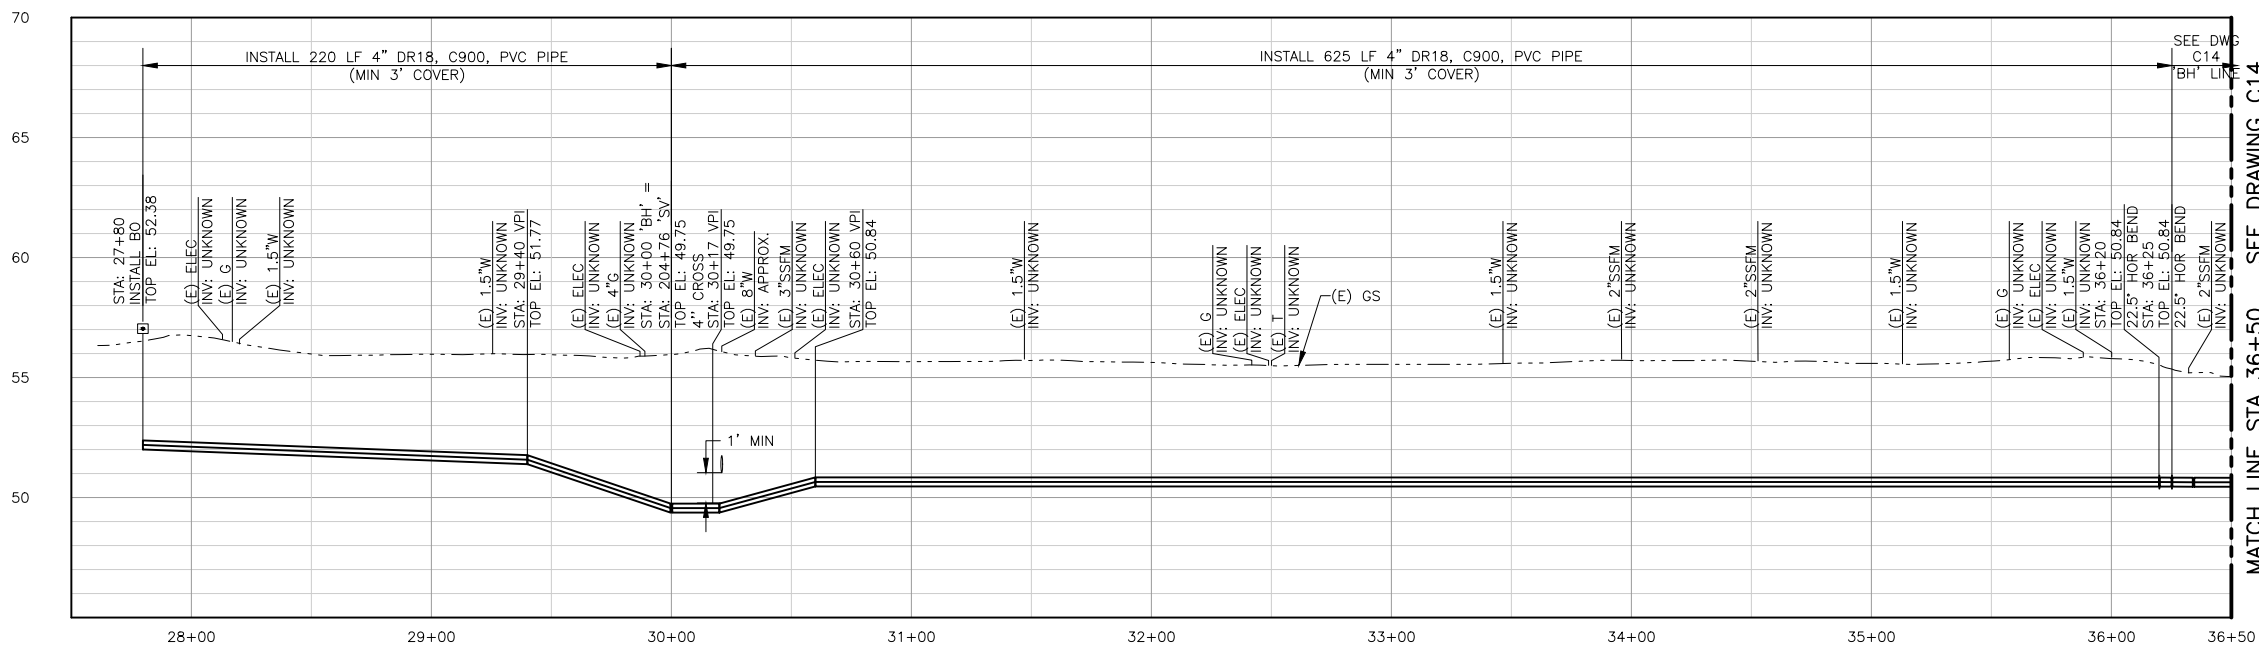 70
65
60
55
50
INSTALL 220 LF 4" DR18, C900, PVC PIPE
(MIN 3' COVER)
INSTALL 625 LF 4" DR18, C900, PVC PIPE
(MIN 3' COVER)
SEE DWG
C14
'BH' LINE
STA: 27+80
INSTALL BO
TOP EL: 52.38
(E) ELEC
INV: UNKNOWN
(E) G
INV: UNKNOWN
(E) 1.5"W
INV: UNKNOWN
(E) 1.5"W
INV: UNKNOWN
STA: 29+40 VPI
TOP EL: 51.77
(E) ELEC
INV: UNKNOWN
(E) 4"G
INV: UNKNOWN
STA: 30+00 'BH' =
STA: 204+76 'SV'
TOP EL: 49.75
4" CROSS
STA: 30+17 VPI
TOP EL: 49.75
(E) 8"W
INV: APPROX.
(E) 3"SSFM
INV: UNKNOWN
(E) ELEC
INV: UNKNOWN
STA: 30+60 VPI
TOP EL: 50.84
(E) 1.5"W
INV: UNKNOWN
(E) G
INV: UNKNOWN
(E) ELEC
INV: UNKNOWN
(E) T
INV: UNKNOWN
(E) GS
(E) 1.5"W
INV: UNKNOWN
(E) 2"SSFM
INV: UNKNOWN
(E) 2"SSFM
INV: UNKNOWN
(E) 1.5"W
INV: UNKNOWN
(E) G
INV: UNKNOWN
(E) ELEC
INV: UNKNOWN
(E) 1.5"W
INV: UNKNOWN
STA: 36+20
TOP EL: 50.84
22.5° HOR BEND
STA: 36+25
TOP EL: 50.84
22.5° HOR BEND
(E) 2"SSFM
INV: UNKNOWN
1' MIN
MATCH LINE STA 36+50 SEE DRAWING C14
28+00
29+00
30+00
31+00
32+00
33+00
34+00
35+00
36+00
36+50